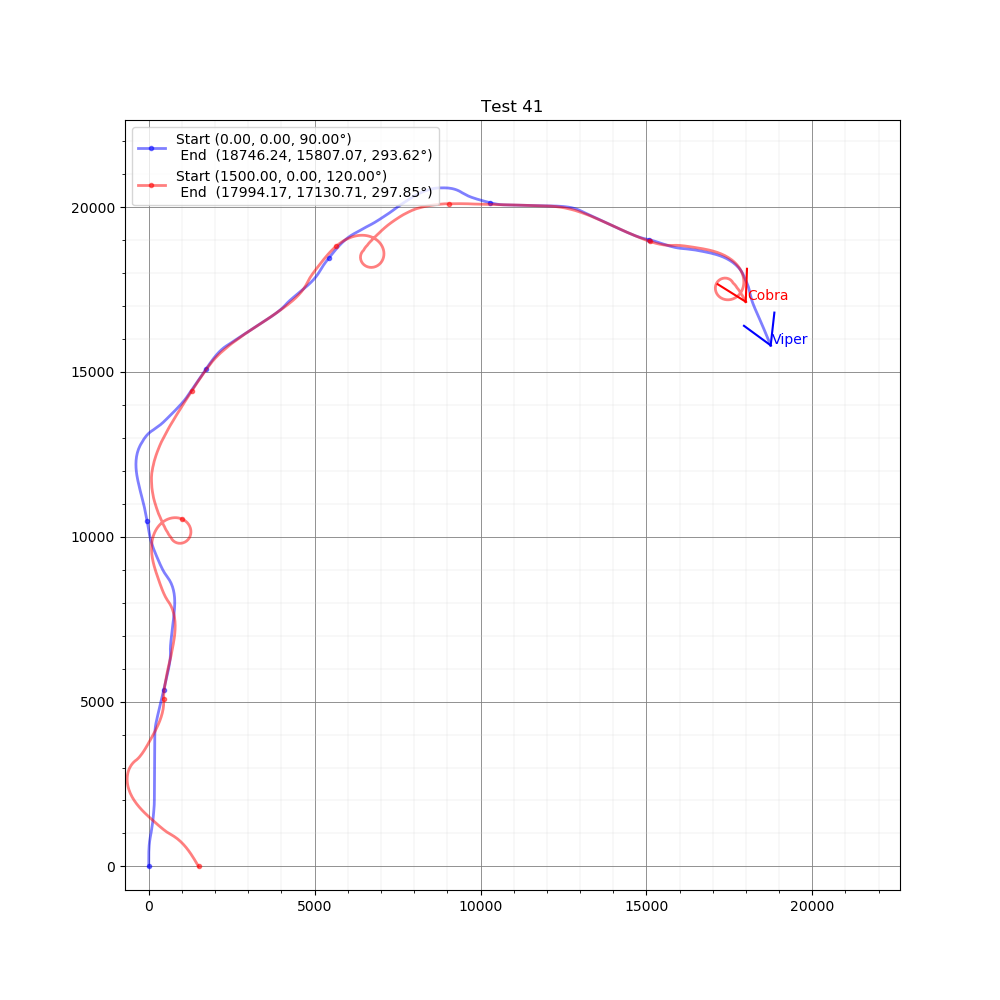 Test 41
Start (0.00, 0.00, 90.00°)
End (18746.24, 15807.07, 293.62°)
Start (1500.00, 0.00, 120.00°)
End (17994.17, 17130.71, 297.85°)
20000
15000
10000
5000
0
Cobra
Viper
0 5000 10000 15000 20000